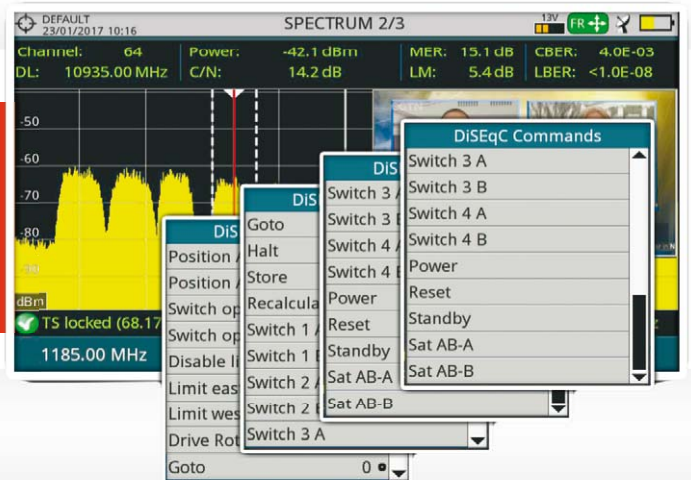 DEFAULT
23/01/2017 10:16
SPECTRUM 2/3
13V
FR
Channel: 64 Power: -42.1 dBm MER: 15.1 dB CBER: 4.0E-03
DL: 10935.00 MHz C/N: 14.2 dB LM: 5.4 dB LBER: <1.0E-08
-50
-60
-70
-80
-90
dBm
TS locked (68.17
1185.00 MHz
DiS
Position
Position
Switch op
Switch op
Disable li
Limit eas
Limit wes
Drive Rot
Goto 0
DiS
Goto
Halt
Store
Recalcula
Switch 1
Switch 1
Switch 2
Switch 2
Switch 3 A
DiS
Switch 3
Switch 3
Switch 4
Switch 4
Power
Reset
Standby
Sat AB-A
Sat AB-B
DiSEqC Commands
Switch 3 A
Switch 3 B
Switch 4 A
Switch 4 B
Power
Reset
Standby
Sat AB-A
Sat AB-B